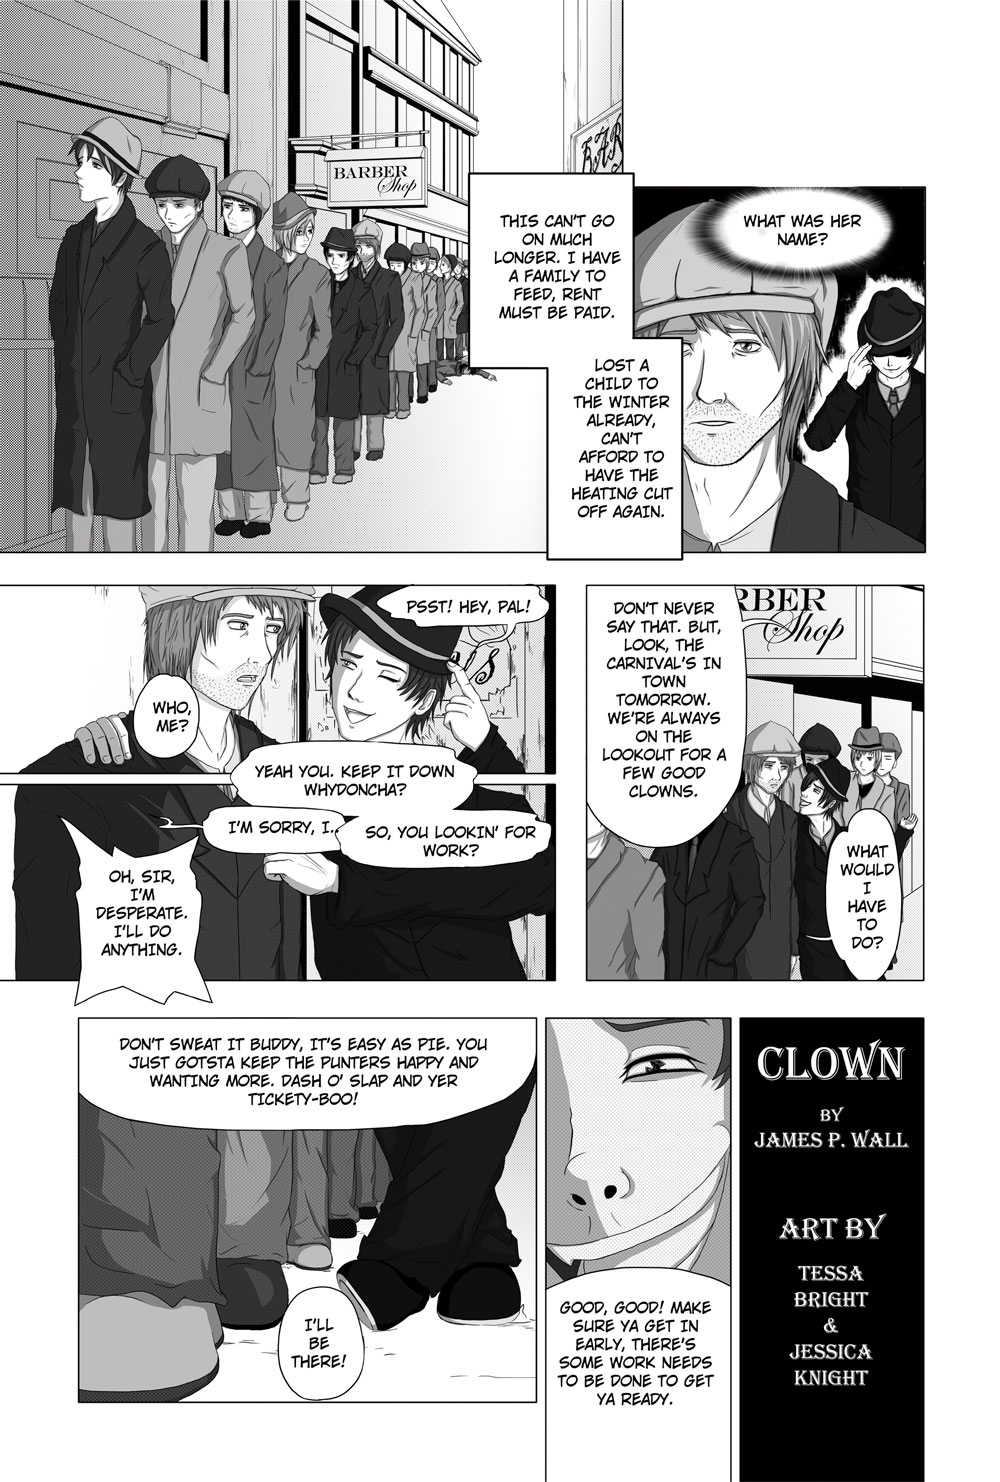 BARBER
Shop
BAR
THIS CAN'T GO
ON MUCH
LONGER. I HAVE
A FAMILY TO
FEED, RENT
MUST BE PAID.
LOST A
CHILD TO
THE WINTER
ALREADY,
CAN'T
AFFORD TO
HAVE THE
HEATING CUT
OFF AGAIN.
WHAT WAS HER
NAME?
PSST! HEY, PAL!
WHO,
ME?
YEAH YOU. KEEP IT DOWN
WHYDONCHA?
I'M SORRY, I..
SO, YOU LOOKIN' FOR
WORK?
OH, SIR,
I'M
DESPERATE.
I'LL DO
ANYTHING.
RBER
Shop
DON'T NEVER
SAY THAT. BUT,
LOOK, THE
CARNIVAL'S IN
TOWN
TOMORROW.
WE'RE ALWAYS
ON THE
LOOKOUT FOR A
FEW GOOD
CLOWNS.
WHAT
WOULD
I
HAVE
TO
DO?
DON'T SWEAT IT BUDDY, IT'S EASY AS PIE. YOU
JUST GOTSTA KEEP THE PUNTERS HAPPY AND
WANTING MORE. DASH O' SLAP AND YER
TICKETY-BOO!
I'LL
BE
THERE!
GOOD, GOOD! MAKE
SURE YA GET IN
EARLY, THERE'S
SOME WORK NEEDS
TO BE DONE TO GET
YA READY.
CLOWN
BY
JAMES P. WALL
ART BY
TESSA
BRIGHT
&
JESSICA
KNIGHT